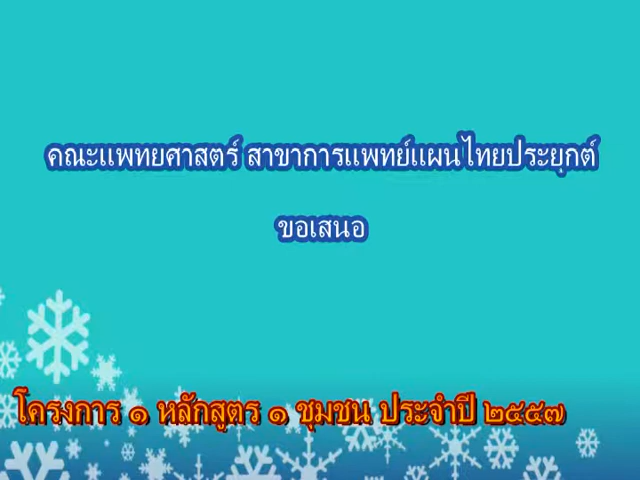 คณะแพทยศาสตร์ สาขาการแพทย์แผนไทยประยุกต์
ขอเสนอ
โครงการ ๑ หลักสูตร ๑ ชุมชน ประจำปี ๒๕๕๗